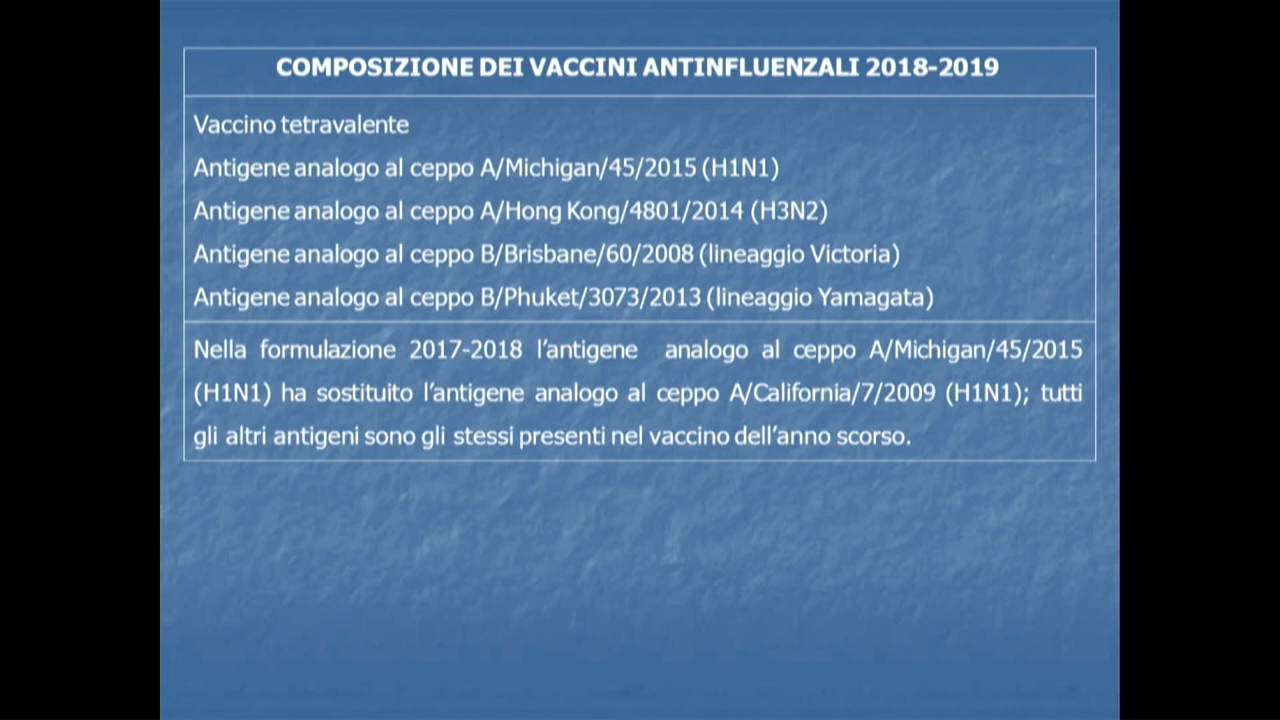 COMPOSIZIONE DEI VACCINI ANTINFLUENZALI 2018-2019
Vaccino tetravalente
Antigene analogo al ceppo A/Michigan/45/2015 (H1N1)
Antigene analogo al ceppo A/Hong Kong/4801/2014 (H3N2)
Antigene analogo al ceppo B/Brisbane/60/2008 (lineaggio Victoria)
Antigene analogo al ceppo B/Phuket/3073/2013 (lineaggio Yamagata)
Nella formulazione 2017-2018 l’antigene analogo al ceppo A/Michigan/45/2015
(H1N1) ha sostituito l’antigene analogo al ceppo A/California/7/2009 (H1N1); tutti
gli altri antigeni sono gli stessi presenti nel vaccino dell’anno scorso.